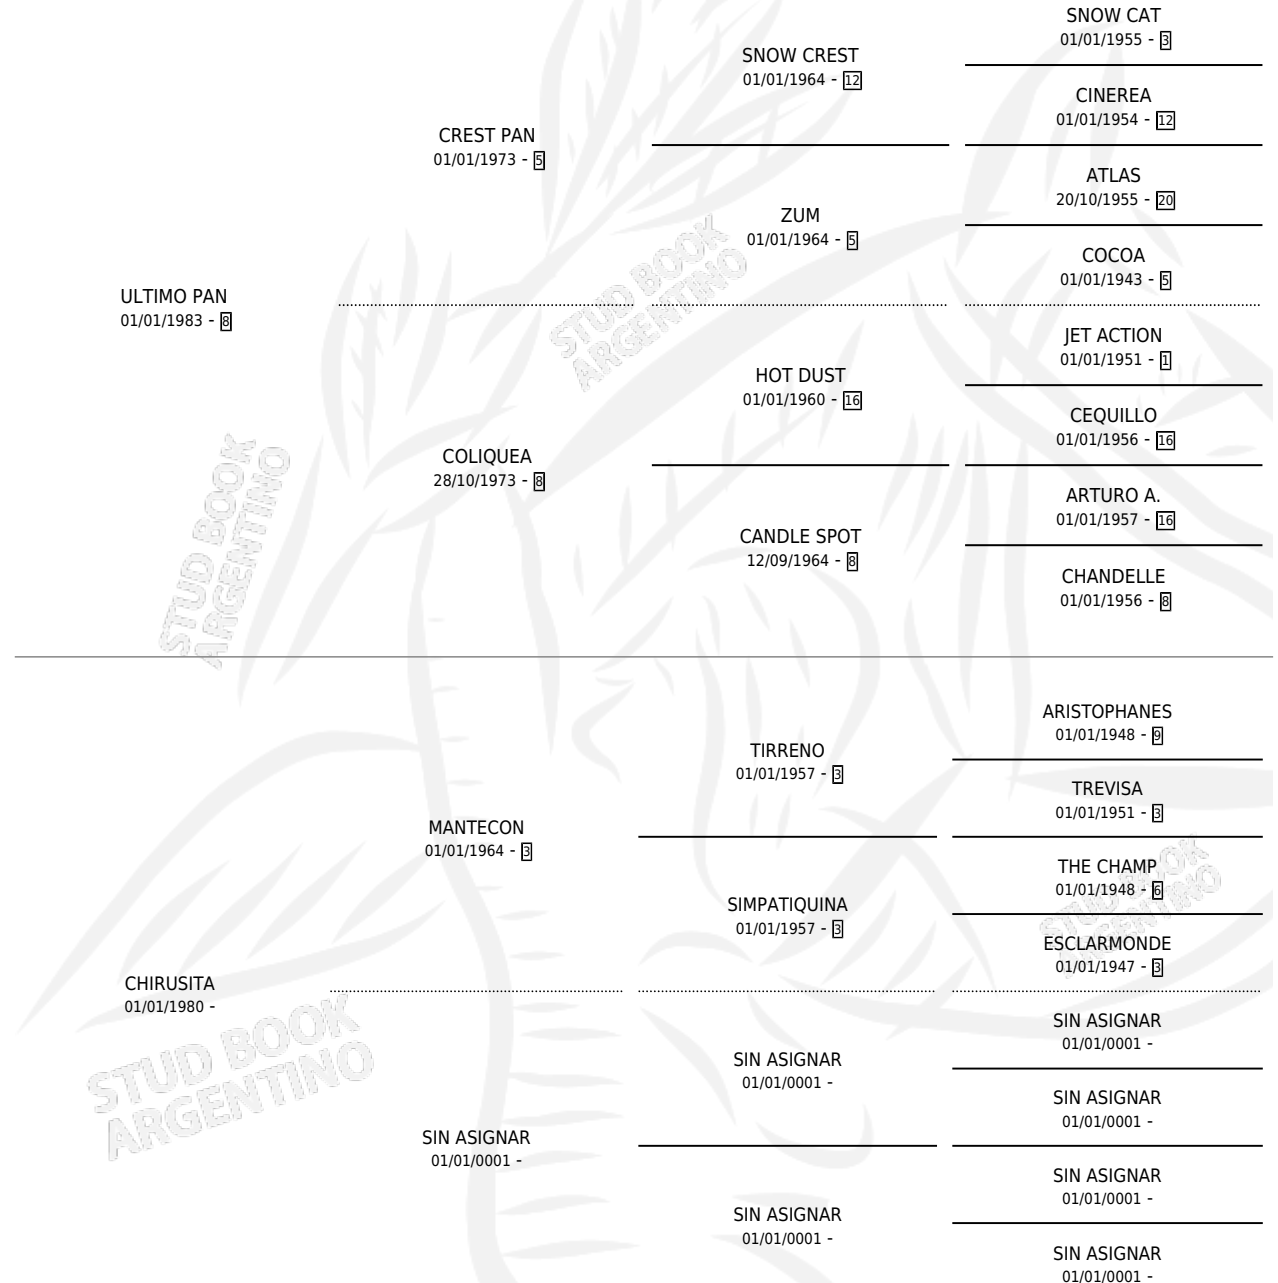 SNOW CAT
01/01/1955 - 3
SNOW CREST
01/01/1964 - 12
CINEREA
01/01/1954 - 12
CREST PAN
01/01/1973 - 5
ATLAS
20/10/1955 - 20
ZUM
01/01/1964 - 5
COCOA
01/01/1943 - 5
ULTIMO PAN
01/01/1983 - 8
JET ACTION
01/01/1951 - 1
HOT DUST
01/01/1960 - 16
CEQUILLO
01/01/1956 - 16
COLIQUEA
28/10/1973 - 8
ARTURO A.
01/01/1957 - 16
CANDLE SPOT
12/09/1964 - 8
CHANDELLE
01/01/1956 - 8
ARISTOPHANES
01/01/1948 - 9
TIRRENO
01/01/1957 - 3
TREVISA
01/01/1951 - 3
MANTECON
01/01/1964 - 3
THE CHAMP
01/01/1948 - 6
SIMPATIQUINA
01/01/1957 - 3
ESCLARMONDE
01/01/1947 - 3
CHIRUSITA
01/01/1980 -
SIN ASIGNAR
01/01/0001 -
SIN ASIGNAR
01/01/0001 -
SIN ASIGNAR
01/01/0001 -
SIN ASIGNAR
01/01/0001 -
SIN ASIGNAR
01/01/0001 -
SIN ASIGNAR
01/01/0001 -
SIN ASIGNAR
01/01/0001 -
STUD BOOK
ARGENTINO
STUD BOOK
ARGENTINO
STUD BOOK
ARGENTINO
STUD BOOK
ARGENTINO